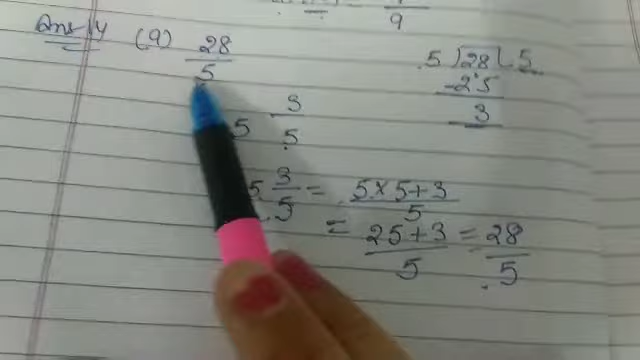 9
Ans 14 (a) 28/5
5)28(5
-25
3
5 3/5
5 3/5 = 5×5+3/5
= 25+3/5 = 28/5